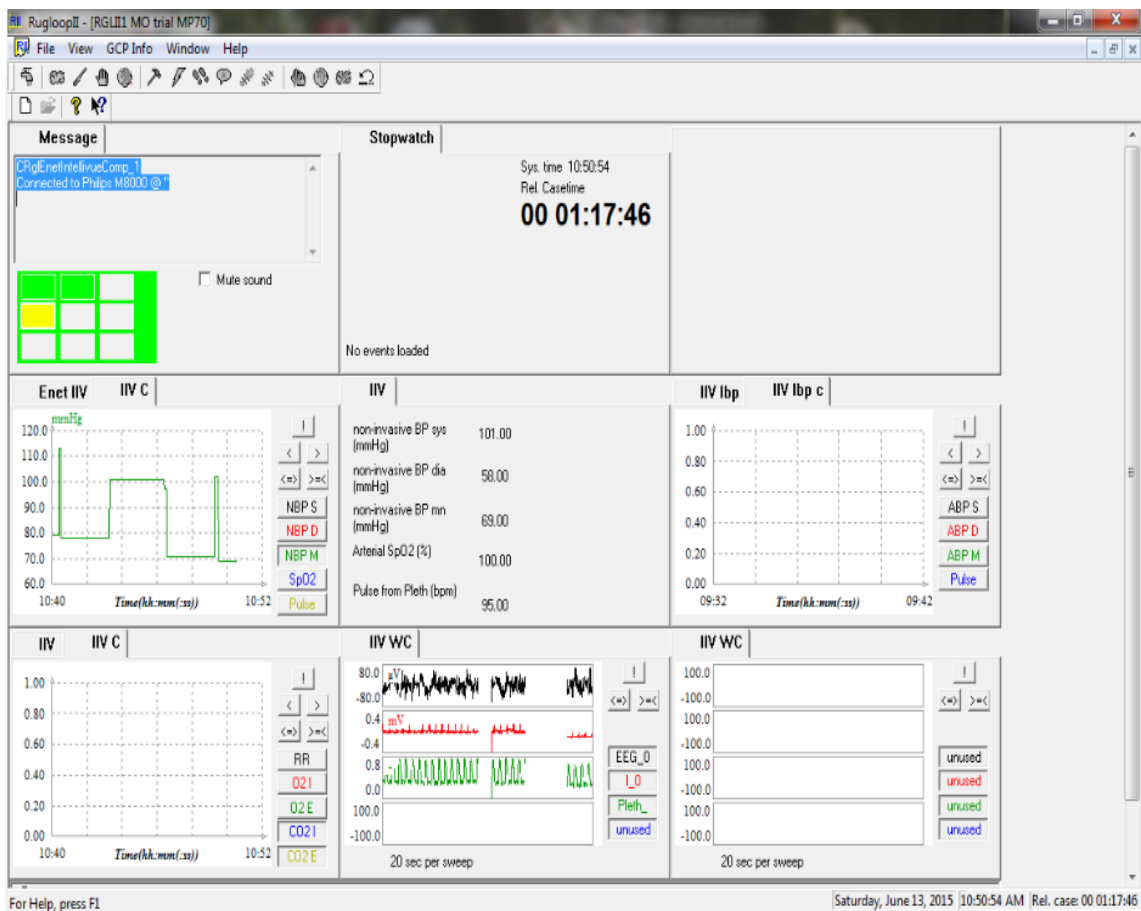 RugloopII - [RGLII1 MO trial MP70]
File View GCP Info Window Help
Message
CRglEnetIntellivueComp_1
Connected to Philips M8000 @ "
Mute sound
Stopwatch
Sys. time 10:50:54
Rel. Casetime
00 01:17:46
No events loaded
Enet IIV IIV C
mmHg
120.0
110.0
100.0
90.0
80.0
70.0
60.0
10:40 Time(hh:mm(:ss)) 10:52
!
< >
<=> >=<
NBP S
NBP D
NBP M
SpO2
Pulse
IIV
non-invasive BP sys
(mmHg) 101.00
non-invasive BP dia
(mmHg) 58.00
non-invasive BP mn
(mmHg) 69.00
Arterial SpO2 (%) 100.00
Pulse from Pleth (bpm) 95.00
IIV Ibp IIV Ibp c
1.00
0.80
0.60
0.40
0.20
0.00
09:32 Time(hh:mm(:ss)) 09:42
!
< >
<=> >=<
ABP S
ABP D
ABP M
Pulse
IIV IIV C
1.00
0.80
0.60
0.40
0.20
0.00
10:40 Time(hh:mm(:ss)) 10:52
!
< >
<=> >=<
RR
O2 I
O2 E
CO2 I
CO2 E
IIV WC
80.0 µV
-80.0
0.4 mV
-0.4
0.8
0.0
100.0
-100.0
20 sec per sweep
!
<=> >=<
EEG_0
I_0
Pleth_
unused
IIV WC
100.0
-100.0
100.0
-100.0
100.0
-100.0
100.0
-100.0
20 sec per sweep
!
<=> >=<
unused
unused
unused
unused
For Help, press F1
Saturday, June 13, 2015 10:50:54 AM Rel. case: 00 01:17:46